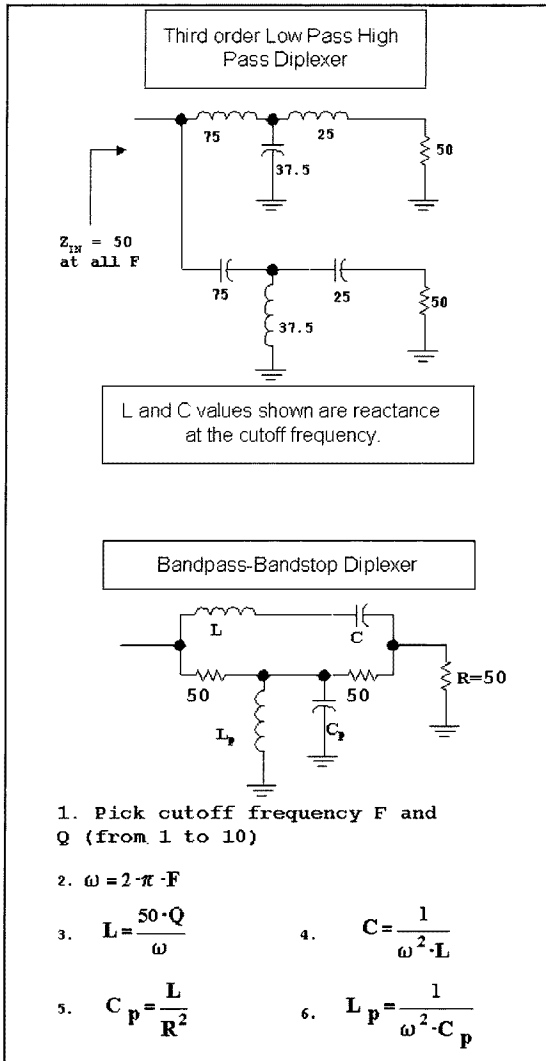 Third order Low Pass High
Pass Diplexer
75
25
50
37.5
Z_IN = 50
at all F
75
25
50
37.5
L and C values shown are reactance
at the cutoff frequency.
Bandpass-Bandstop Diplexer
L
C
50
50
R=50
L_p
C_p
1. Pick cutoff frequency F and
Q (from 1 to 10)
2. ω = 2·π·F
3. L = 50·Q / ω
4. C = 1 / ω²·L
5. C_p = L / R²
6. L_p = 1 / ω²·C_p